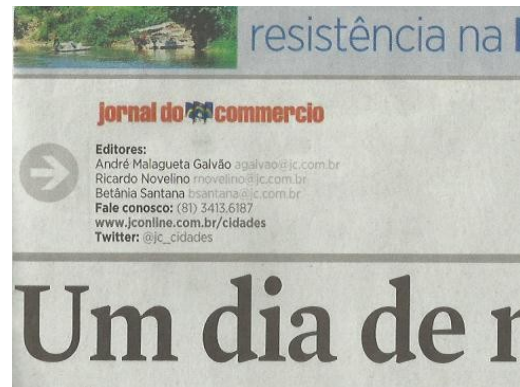 resistência na
jornal do commercio
Editores:
André Malagueta Galvão agalvao@jc.com.br
Ricardo Novelino rnovelino@jc.com.br
Betânia Santana bsantana@jc.com.br
Fale conosco: (81) 3413.6187
www.jconline.com.br/cidades
Twitter: @jc_cidades
Um dia de